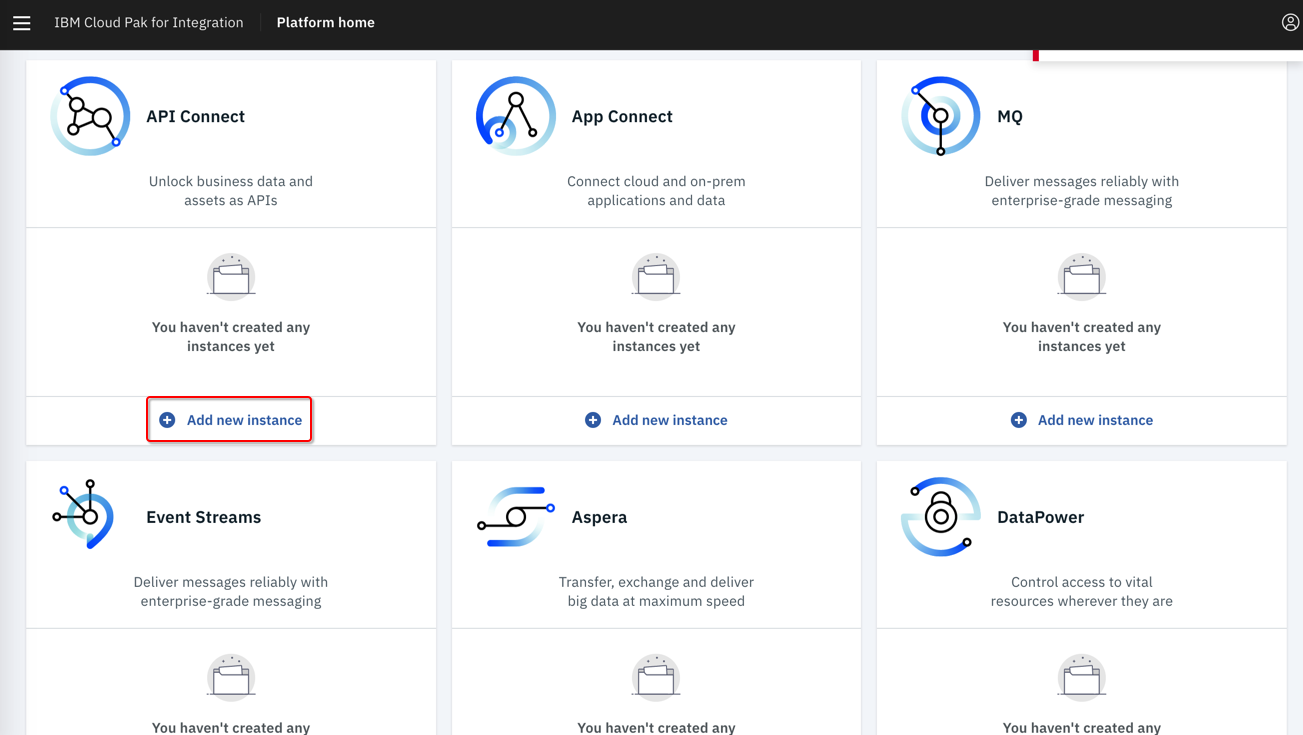 IBM Cloud Pak for Integration
Platform home
API Connect
Unlock business data and
assets as APIs
You haven't created any
instances yet
Add new instance
App Connect
Connect cloud and on-prem
applications and data
You haven't created any
instances yet
Add new instance
MQ
Deliver messages reliably with
enterprise-grade messaging
You haven't created any
instances yet
Add new instance
Event Streams
Deliver messages reliably with
enterprise-grade messaging
You haven't created any
Aspera
Transfer, exchange and deliver
big data at maximum speed
You haven't created any
DataPower
Control access to vital
resources wherever they are
You haven't created any